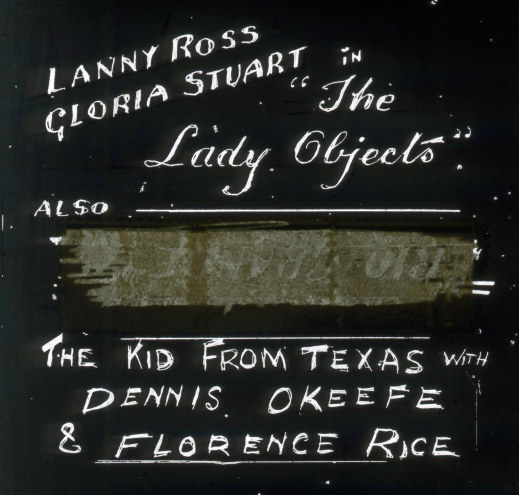 LANNY ROSS
GLORIA STUART IN
"The
Lady Objects".
ALSO
THE KID FROM TEXAS WITH
DENNIS OKEEFE
& FLORENCE RICE